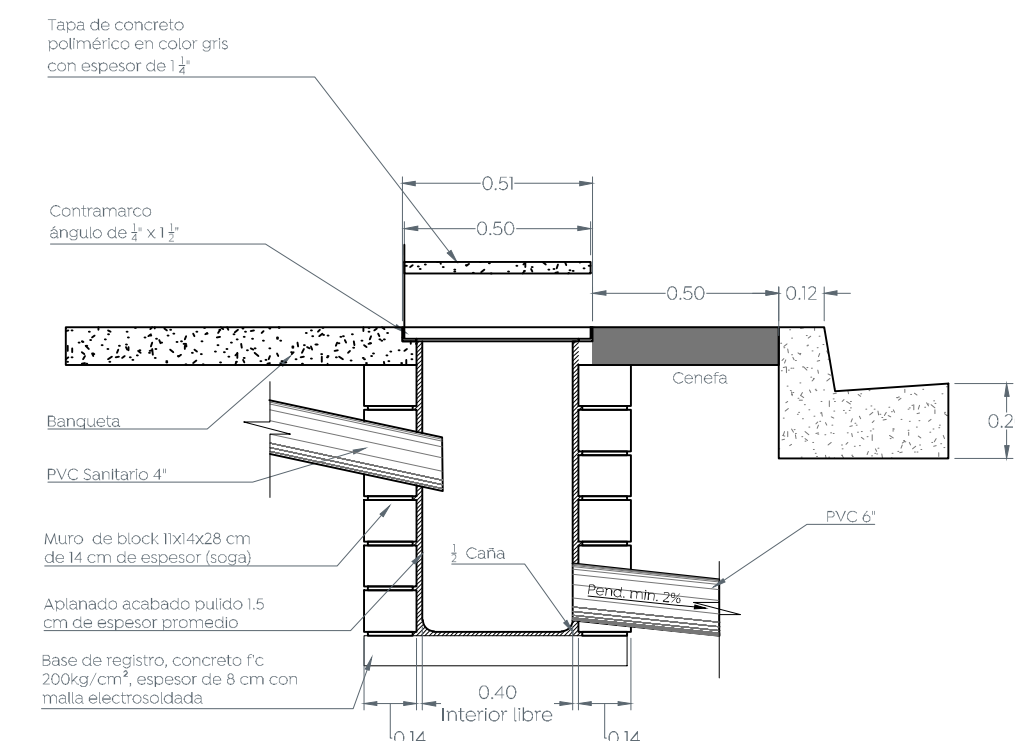 Tapa de concreto
polimérico en color gris
con espesor de 1 1/4"
0.51
Contramarco
ángulo de 1/4" x 1 1/2"
0.50
0.50
0.12
Cenefa
0.2
Banqueta
PVC Sanitario 4"
PVC 6"
Muro de block 11x14x28 cm
de 14 cm de espesor (soga)
1/2 Caña
Pend. min. 2%
Aplanado acabado pulido 1.5
cm de espesor promedio
Base de registro, concreto f'c
200kg/cm², espesor de 8 cm con
malla electrosoldada
0.40
Interior libre
0.14
0.14